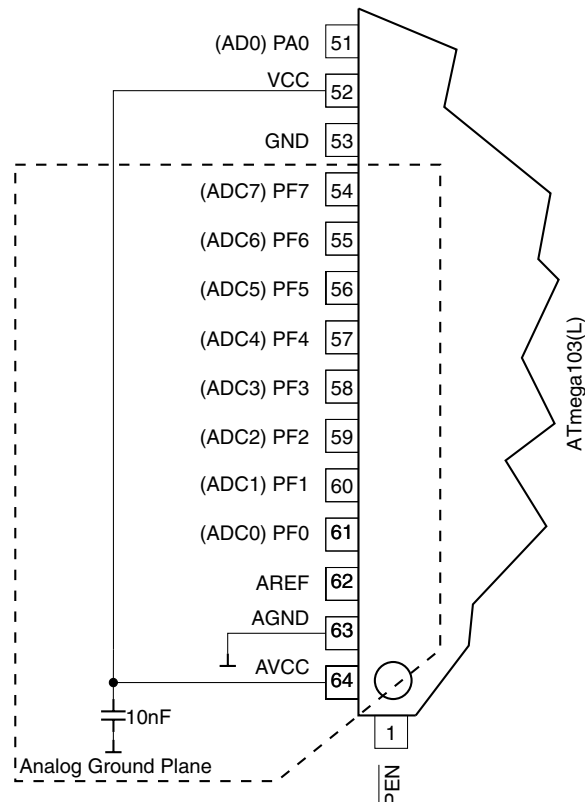 (AD0) PA0 51
VCC 52
GND 53
(ADC7) PF7 54
(ADC6) PF6 55
(ADC5) PF5 56
(ADC4) PF4 57
(ADC3) PF3 58
(ADC2) PF2 59
(ADC1) PF1 60
(ADC0) PF0 61
AREF 62
AGND 63
AVCC 64
10nF
Analog Ground Plane
1
PEN
ATmega103(L)